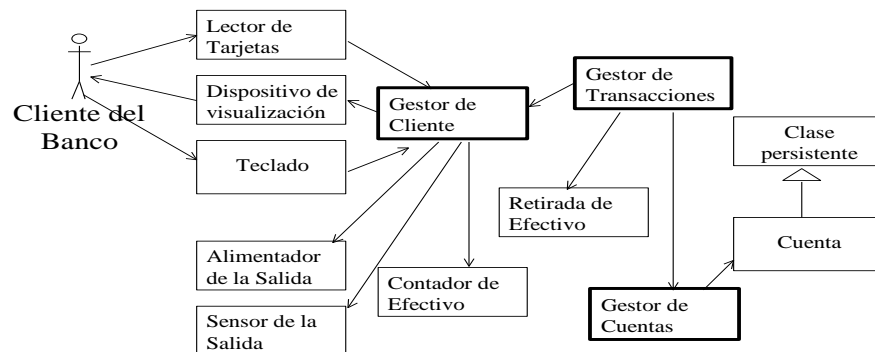 Lector de
Tarjetas
Dispositivo de
visualización
Teclado
Cliente del
Banco
Gestor de
Cliente
Gestor de
Transacciones
Clase
persistente
Retirada de
Efectivo
Cuenta
Alimentador
de la Salida
Contador de
Efectivo
Sensor de la
Salida
Gestor de
Cuentas